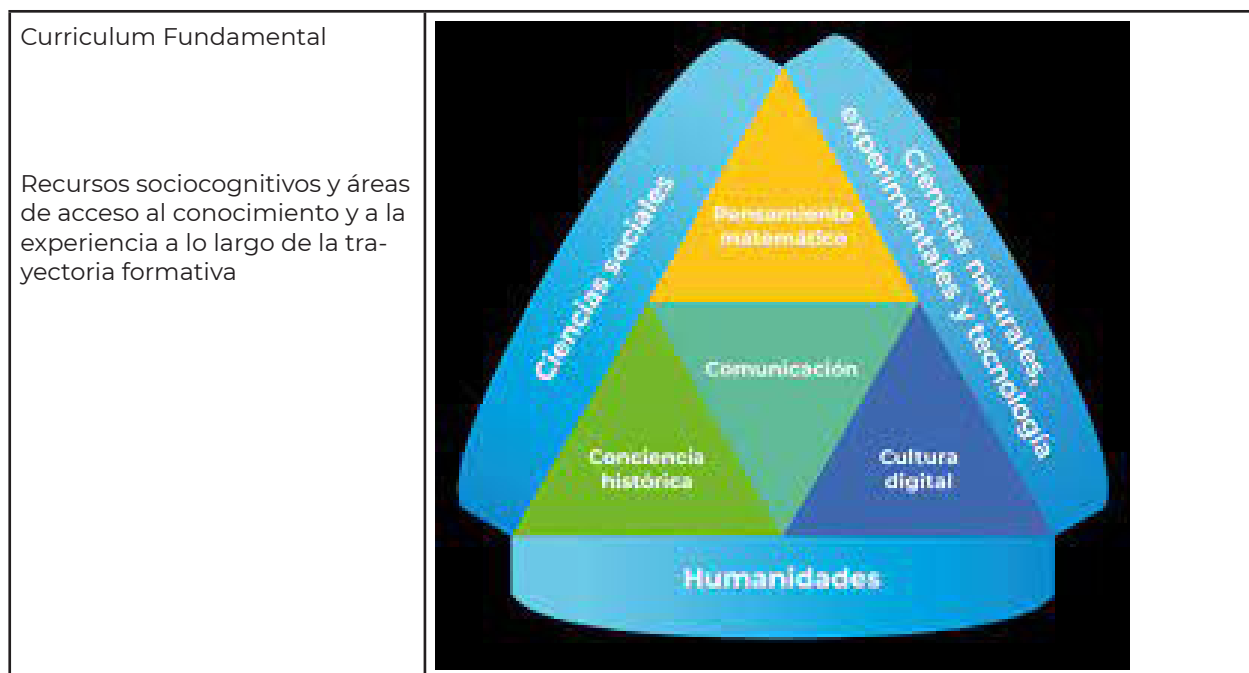 Curriculum Fundamental
Recursos sociocognitivos y áreas
de acceso al conocimiento y a la
experiencia a lo largo de la tra-
yectoria formativa
Ciencias sociales
Ciencias naturales,
experimentales y tecnología
Pensamiento
matemático
Comunicación
Conciencia
histórica
Cultura
digital
Humanidades